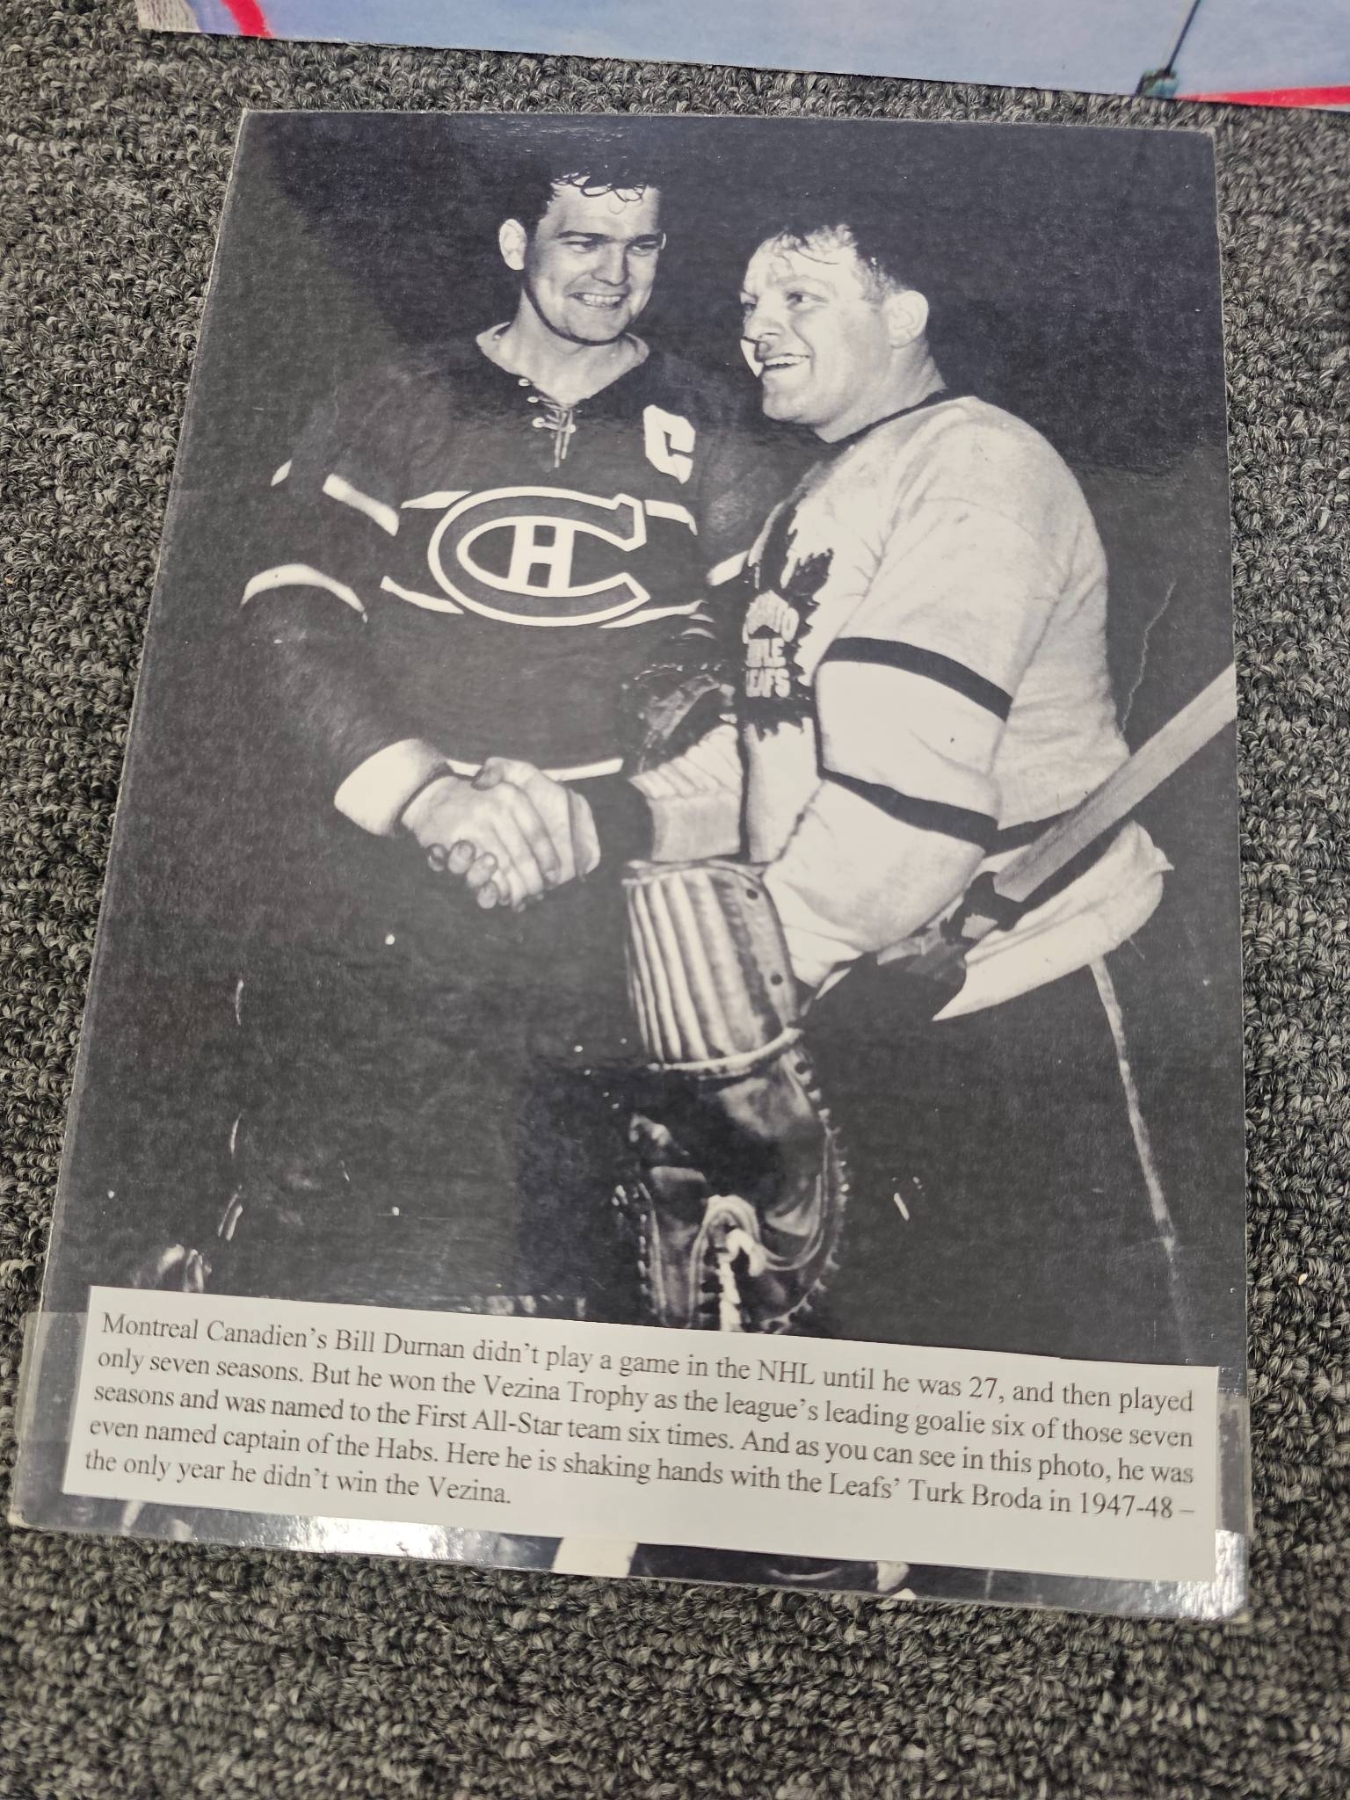 C
CH
TORONTO
MAPLE
LEAFS
Montreal Canadien's Bill Durnan didn't play a game in the NHL until he was 27, and then played
only seven seasons. But he won the Vezina Trophy as the league's leading goalie six of those seven
seasons and was named to the First All-Star team six times. And as you can see in this photo, he was
even named captain of the Habs. Here he is shaking hands with the Leafs' Turk Broda in 1947-48 –
the only year he didn't win the Vezina.